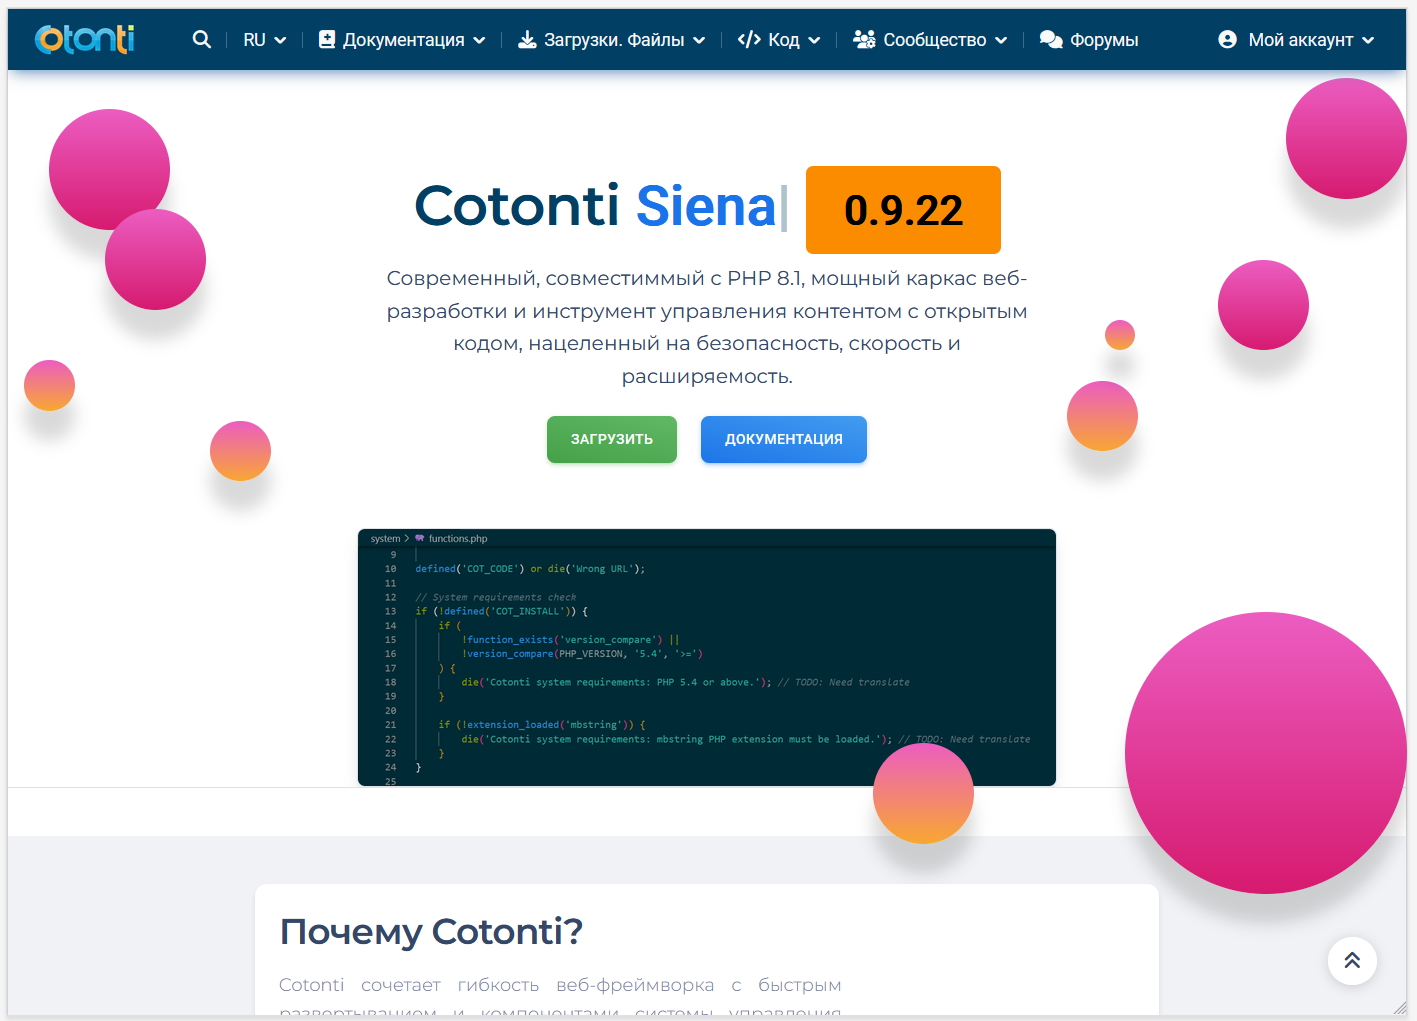 Cotonti
RU
Документация
Загрузки. Файлы
Код
Сообщество
Форумы
Мой аккаунт
Cotonti Siena 0.9.22
Современный, совместиммый с PHP 8.1, мощный каркас веб-
разработки и инструмент управления контентом с открытым
кодом, нацеленный на безопасность, скорость и
расширяемость.
ЗАГРУЗИТЬ
ДОКУМЕНТАЦИЯ
system > functions.php
9
10 defined('COT_CODE') or die('Wrong URL');
11
12 // System requirements check
13 if (!defined('COT_INSTALL')) {
14 if (
15 !function_exists('version_compare') ||
16 !version_compare(PHP_VERSION, '5.4', '>=')
17 ) {
18 die('Cotonti system requirements: PHP 5.4 or above.'); // TODO: Need translate
19 }
20
21 if (!extension_loaded('mbstring')) {
22 die('Cotonti system requirements: mbstring PHP extension must be loaded.'); // TODO: Need translate
23 }
24 }
25
Почему Cotonti?
Cotonti сочетает гибкость веб-фреймворка с быстрым
развертыванием и компонентами системы управления